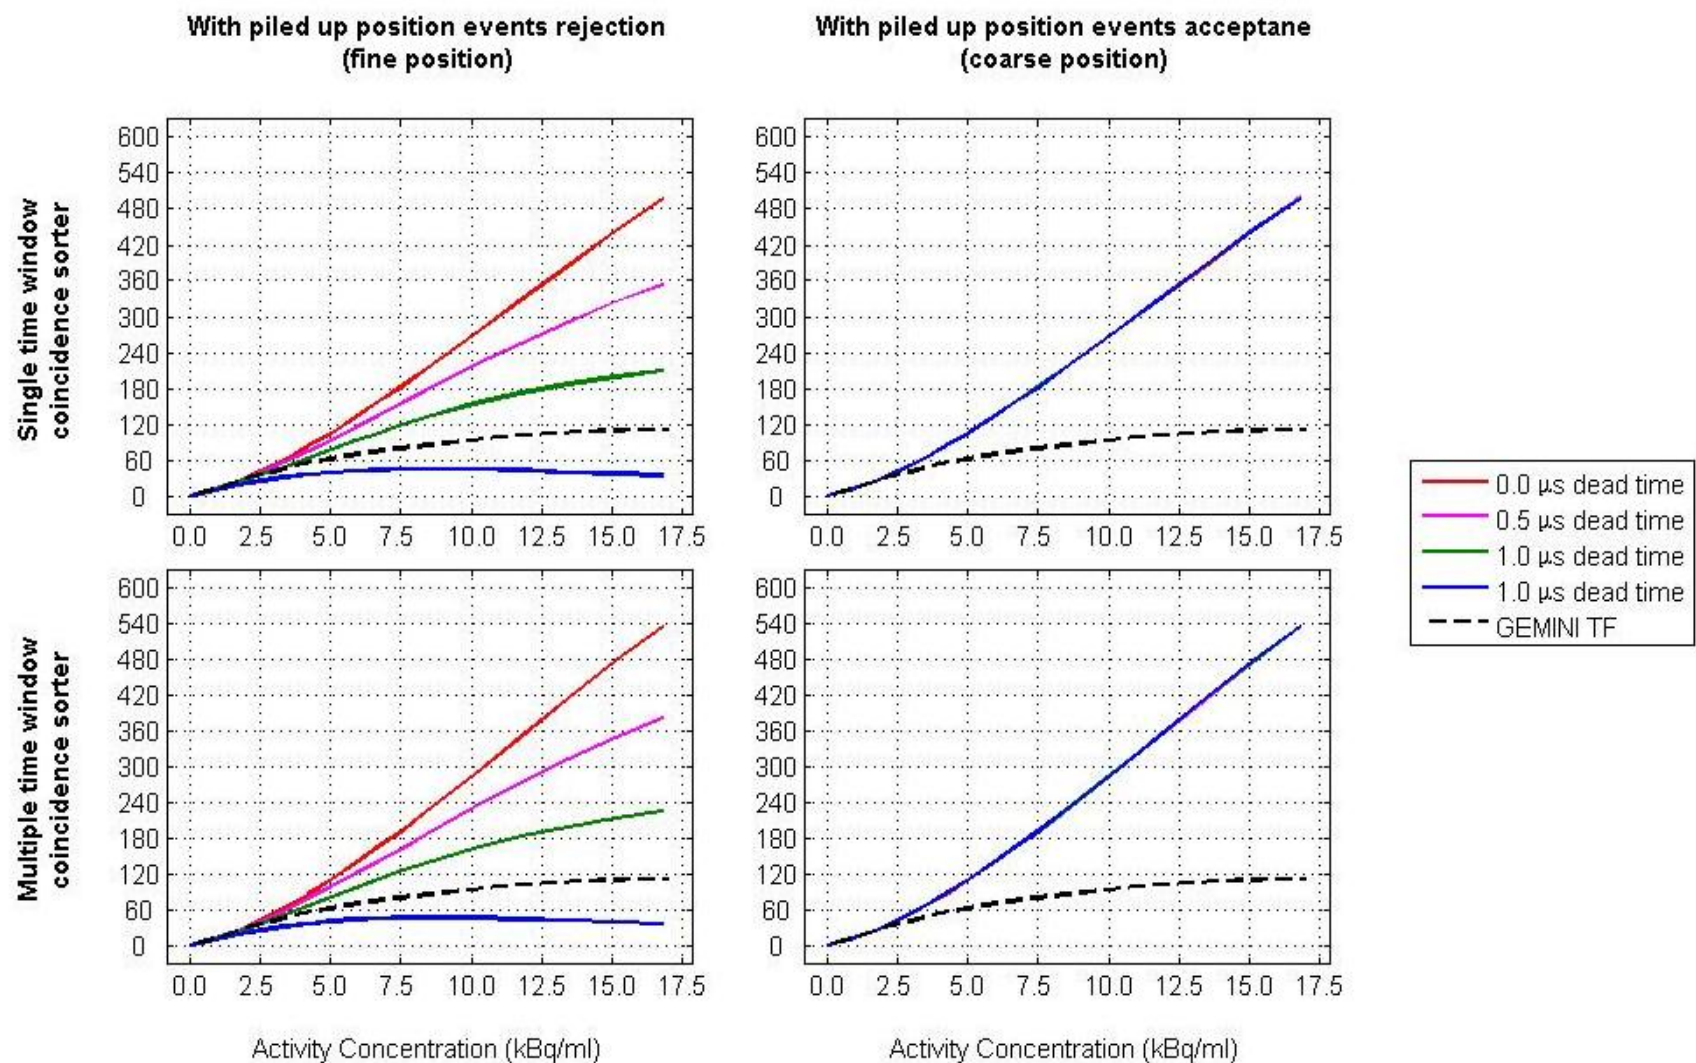 With piled up position events rejection
(fine position)
With piled up position events acceptane
(coarse position)
Single time window
coincidence sorter
600
540
480
420
360
300
240
180
120
60
0
0.0 2.5 5.0 7.5 10.0 12.5 15.0 17.5
600
540
480
420
360
300
240
180
120
60
0
0.0 2.5 5.0 7.5 10.0 12.5 15.0 17.5
0.0 µs dead time
0.5 µs dead time
1.0 µs dead time
1.0 µs dead time
GEMINI TF
Multiple time window
coincidence sorter
600
540
480
420
360
300
240
180
120
60
0
0.0 2.5 5.0 7.5 10.0 12.5 15.0 17.5
Activity Concentration (kBq/ml)
600
540
480
420
360
300
240
180
120
60
0
0.0 2.5 5.0 7.5 10.0 12.5 15.0 17.5
Activity Concentration (kBq/ml)